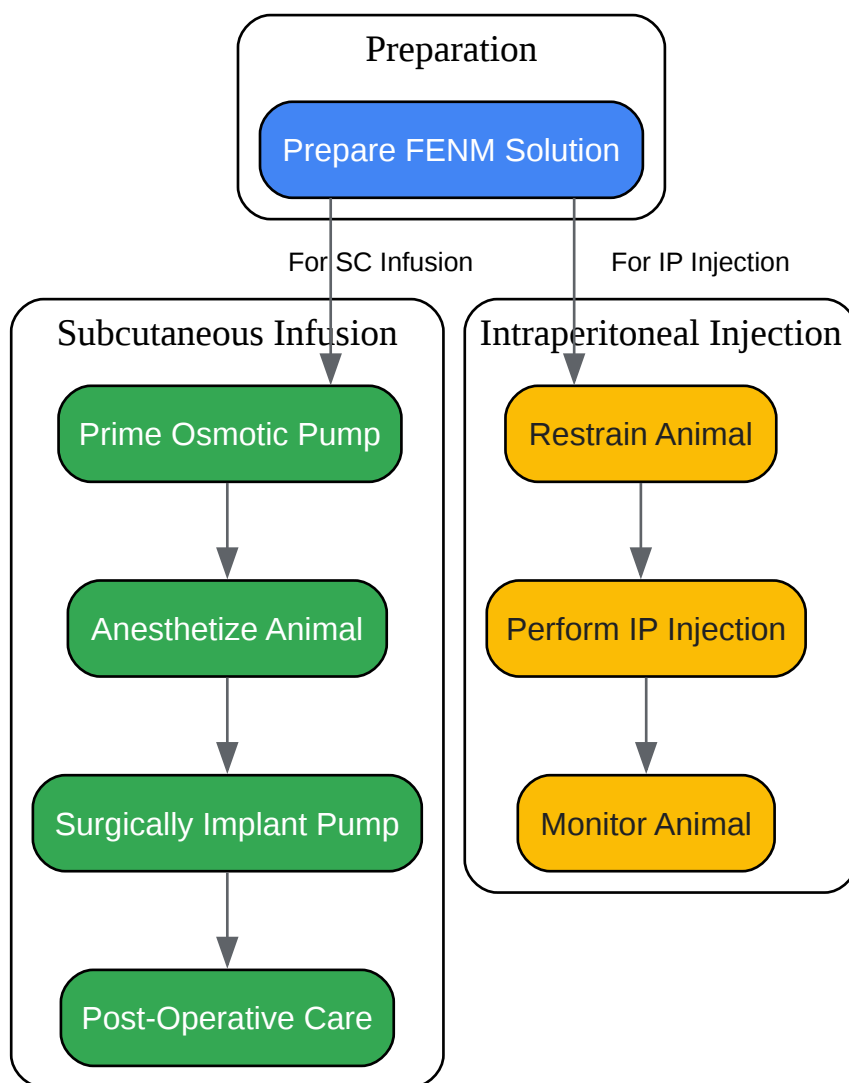 Preparation
Prepare FENM Solution
For SC Infusion
For IP Injection
Subcutaneous Infusion
Prime Osmotic Pump
Anesthetize Animal
Surgically Implant Pump
Post-Operative Care
Intraperitoneal Injection
Restrain Animal
Perform IP Injection
Monitor Animal